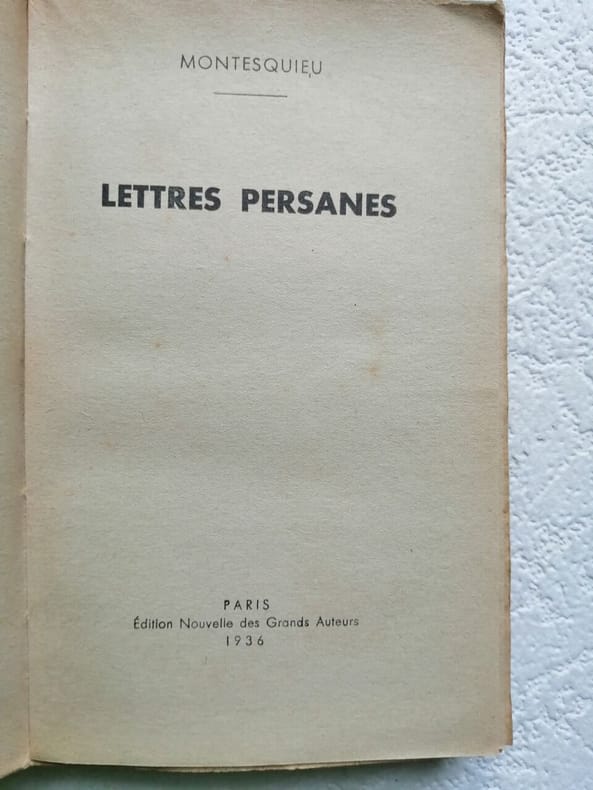 MONTESQUIEU
LETTRES PERSANES
PARIS
Édition Nouvelle des Grands Auteurs
1936